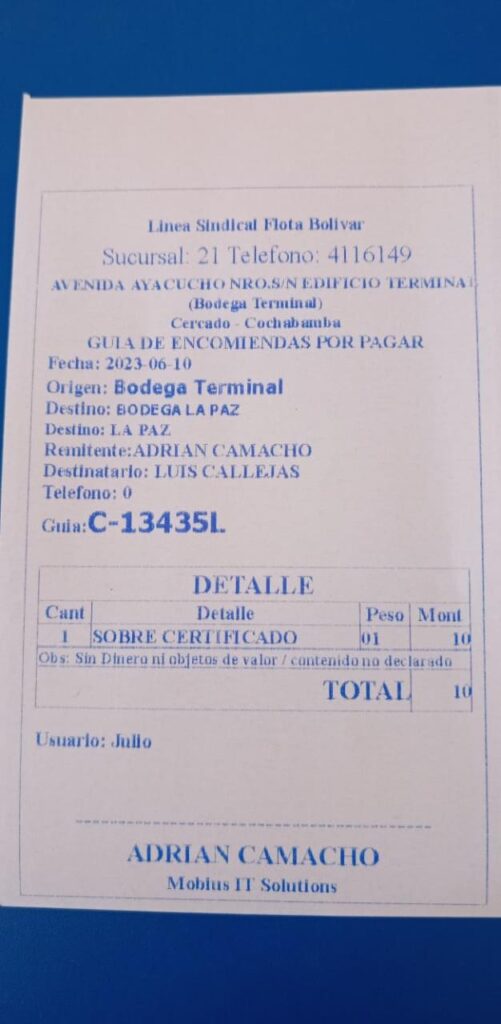 Linea Sindical Flota Bolivar
Sucursal: 21 Telefono: 4116149
AVENIDA AYACUCHO NRO.S/N EDIFICIO TERMINAL
(Bodega Terminal)
Cercado - Cochabamba
GUIA DE ENCOMIENDAS POR PAGAR
Fecha: 2023-06-10
Origen: Bodega Terminal
Destino: BODEGA LA PAZ
Destino: LA PAZ
Remitente:ADRIAN CAMACHO
Destinatario: LUIS CALLEJAS
Telefono: 0
Guia:C-13435L
DETALLE
Cant Detalle Peso Mont
1 SOBRE CERTIFICADO 01 10
Obs: Sin Dinero ni objetos de valor / contenido no declarado
TOTAL 10
Usuario: Julio
ADRIAN CAMACHO
Mobius IT Solutions